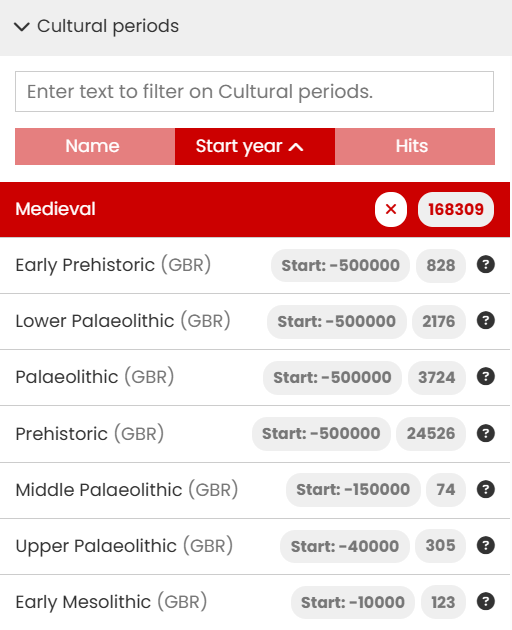 Cultural periods
Enter text to filter on Cultural periods.
Name Start year Hits
Medieval × 168309
Early Prehistoric (GBR) Start: -500000 828 ?
Lower Palaeolithic (GBR) Start: -500000 2176 ?
Palaeolithic (GBR) Start: -500000 3724 ?
Prehistoric (GBR) Start: -500000 24526 ?
Middle Palaeolithic (GBR) Start: -150000 74 ?
Upper Palaeolithic (GBR) Start: -40000 305 ?
Early Mesolithic (GBR) Start: -10000 123 ?